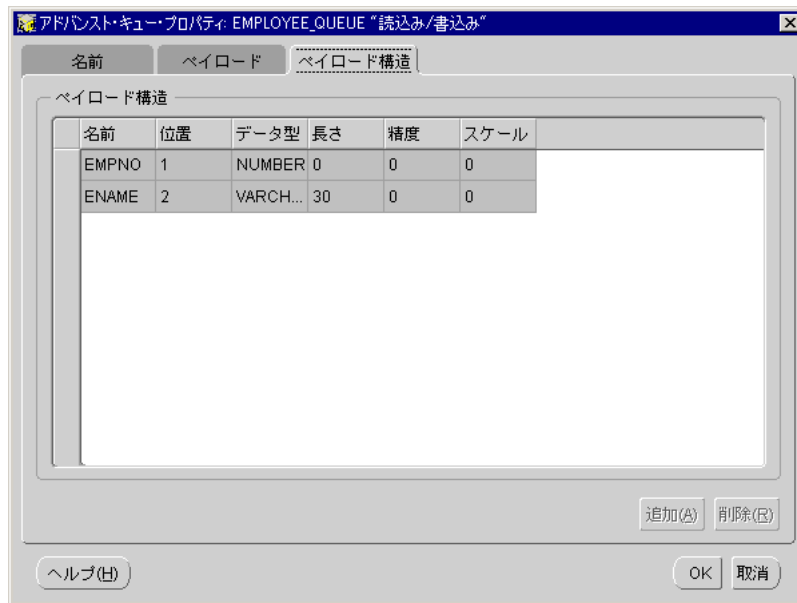 アドバンスト・キュー・プロパティ: EMPLOYEE_QUEUE “読込み/書込み“
名前 ペイロード ペイロード構造
ペイロード構造
名前 位置 データ型 長さ 精度 スケール
EMPNO 1 NUMBER 0 0 0
ENAME 2 VARCH... 30 0 0
追加(A) 削除(R)
ヘルプ(H) OK 取消